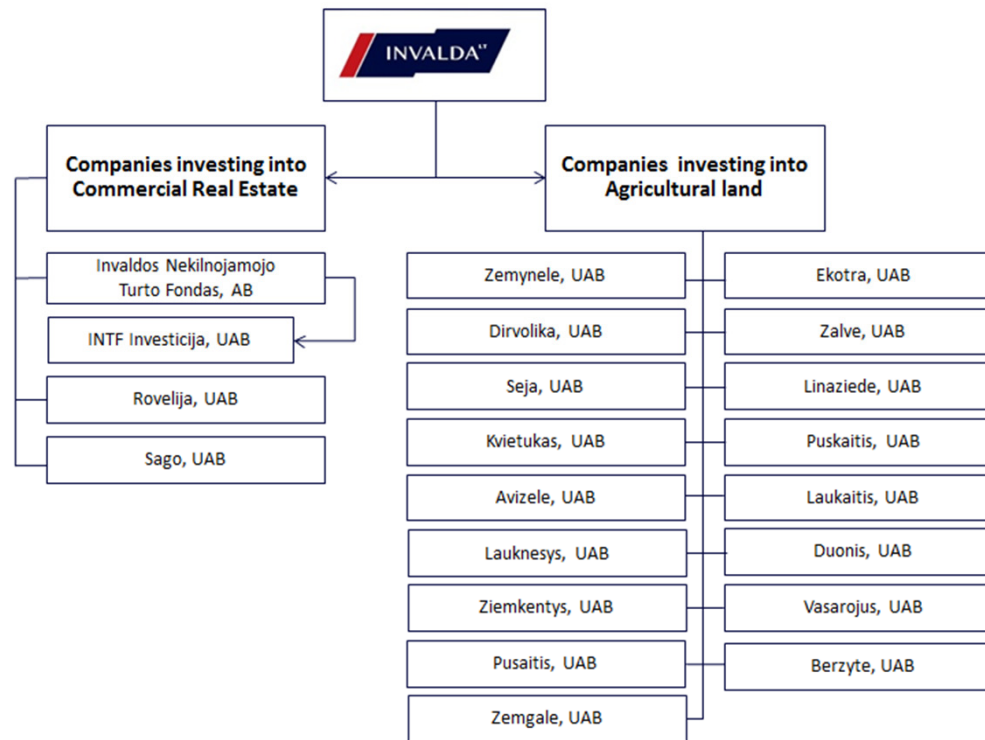 INVALDA LT
Companies investing into
Commercial Real Estate
Companies investing into
Agricultural land
Invaldos Nekilnojamojo
Turto Fondas, AB
INTF Investicija, UAB
Rovelija, UAB
Sago, UAB
Zemynele, UAB
Ekotra, UAB
Dirvolika, UAB
Zalve, UAB
Seja, UAB
Linaziede, UAB
Kvietukas, UAB
Puskaitis, UAB
Avizele, UAB
Laukaitis, UAB
Lauknesys, UAB
Duonis, UAB
Ziemkentys, UAB
Vasarojus, UAB
Pusaitis, UAB
Berzyte, UAB
Zemgale, UAB